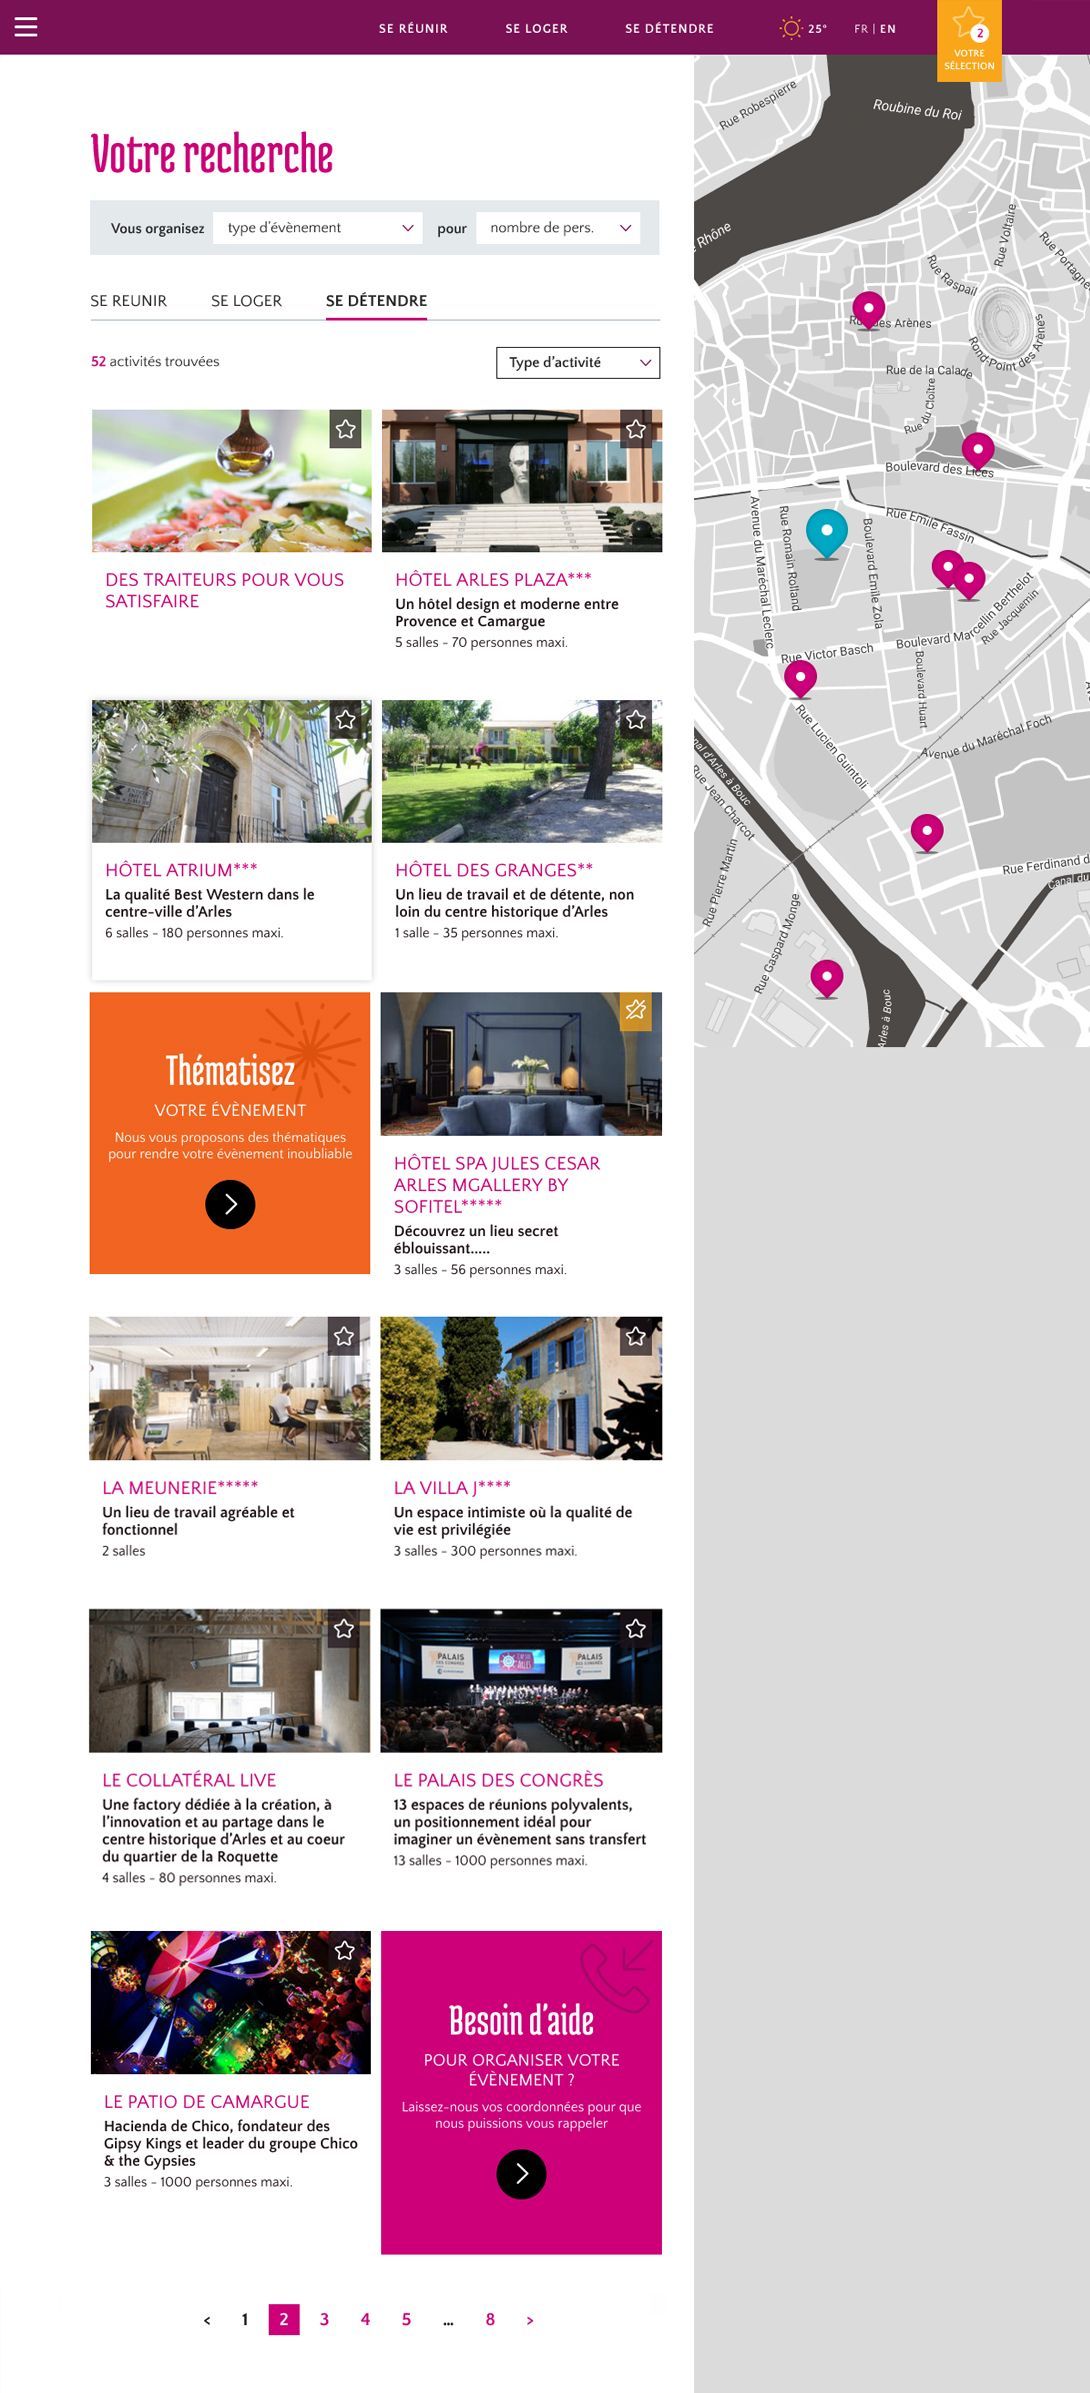 SE RÉUNIR
SE LOGER
SE DÉTENDRE
25°
FR | EN
2
VOTRE
SÉLECTION
Votre recherche
Vous organisez
type d'évènement
pour
nombre de pers.
SE REUNIR
SE LOGER
SE DÉTENDRE
52 activités trouvées
Type d'activité
DES TRAITEURS POUR VOUS
SATISFAIRE
HÔTEL ARLES PLAZA***
Un hôtel design et moderne entre
Provence et Camargue
5 salles - 70 personnes maxi.
HÔTEL ATRIUM***
La qualité Best Western dans le
centre-ville d'Arles
6 salles - 180 personnes maxi.
HÔTEL DES GRANGES**
Un lieu de travail et de détente, non
loin du centre historique d'Arles
1 salle - 35 personnes maxi.
Thématisez
VOTRE ÉVÈNEMENT
Nous vous proposons des thématiques
pour rendre votre évènement inoubliable
HÔTEL SPA JULES CESAR
ARLES MGALLERY BY
SOFITEL*****
Découvrez un lieu secret
éblouissant.....
3 salles - 56 personnes maxi.
LA MEUNERIE*****
Un lieu de travail agréable et
fonctionnel
2 salles
LA VILLA J****
Un espace intimiste où la qualité de
vie est privilégiée
3 salles - 300 personnes maxi.
PALAIS
DES CONGRÈS
ARLES
PALAIS
DES CONGRÈS
LE COLLATÉRAL LIVE
Une factory dédiée à la création, à
l'innovation et au partage dans le
centre historique d'Arles et au coeur
du quartier de la Roquette
4 salles - 80 personnes maxi.
LE PALAIS DES CONGRÈS
13 espaces de réunions polyvalents,
un positionnement idéal pour
imaginer un évènement sans transfert
13 salles - 1000 personnes maxi.
LE PATIO DE CAMARGUE
Hacienda de Chico, fondateur des
Gipsy Kings et leader du groupe Chico
& the Gypsies
3 salles - 1000 personnes maxi.
Besoin d'aide
POUR ORGANISER VOTRE
ÉVÈNEMENT ?
Laissez-nous vos coordonnées pour que
nous puissions vous rappeler
< 1 2 3 4 5 ... 8 >
Rue Robespierre
Roubine du Roi
Rhône
Rue Voltaire
Rue Portagne
Rue Raspail
des Arènes
Rond-Point des Arènes
Rue de la Calade
Rue du Cloître
Boulevard des Lices
Rue Emile Fassin
Avenue du Maréchal Leclerc
Rue Romain Rolland
Boulevard Emile Zola
Boulevard Marcellin Berthelot
Rue Jacquemin
Rue Victor Basch
Boulevard Huart
Rue Lucien Guintoli
Avenue du Maréchal Foch
al d'Arles à Bouc
Rue Jean Charcot
Rue Pierre Martin
Rue Gaspard Monge
Rue Ferdinand d
Canal du
Arles à Bouc